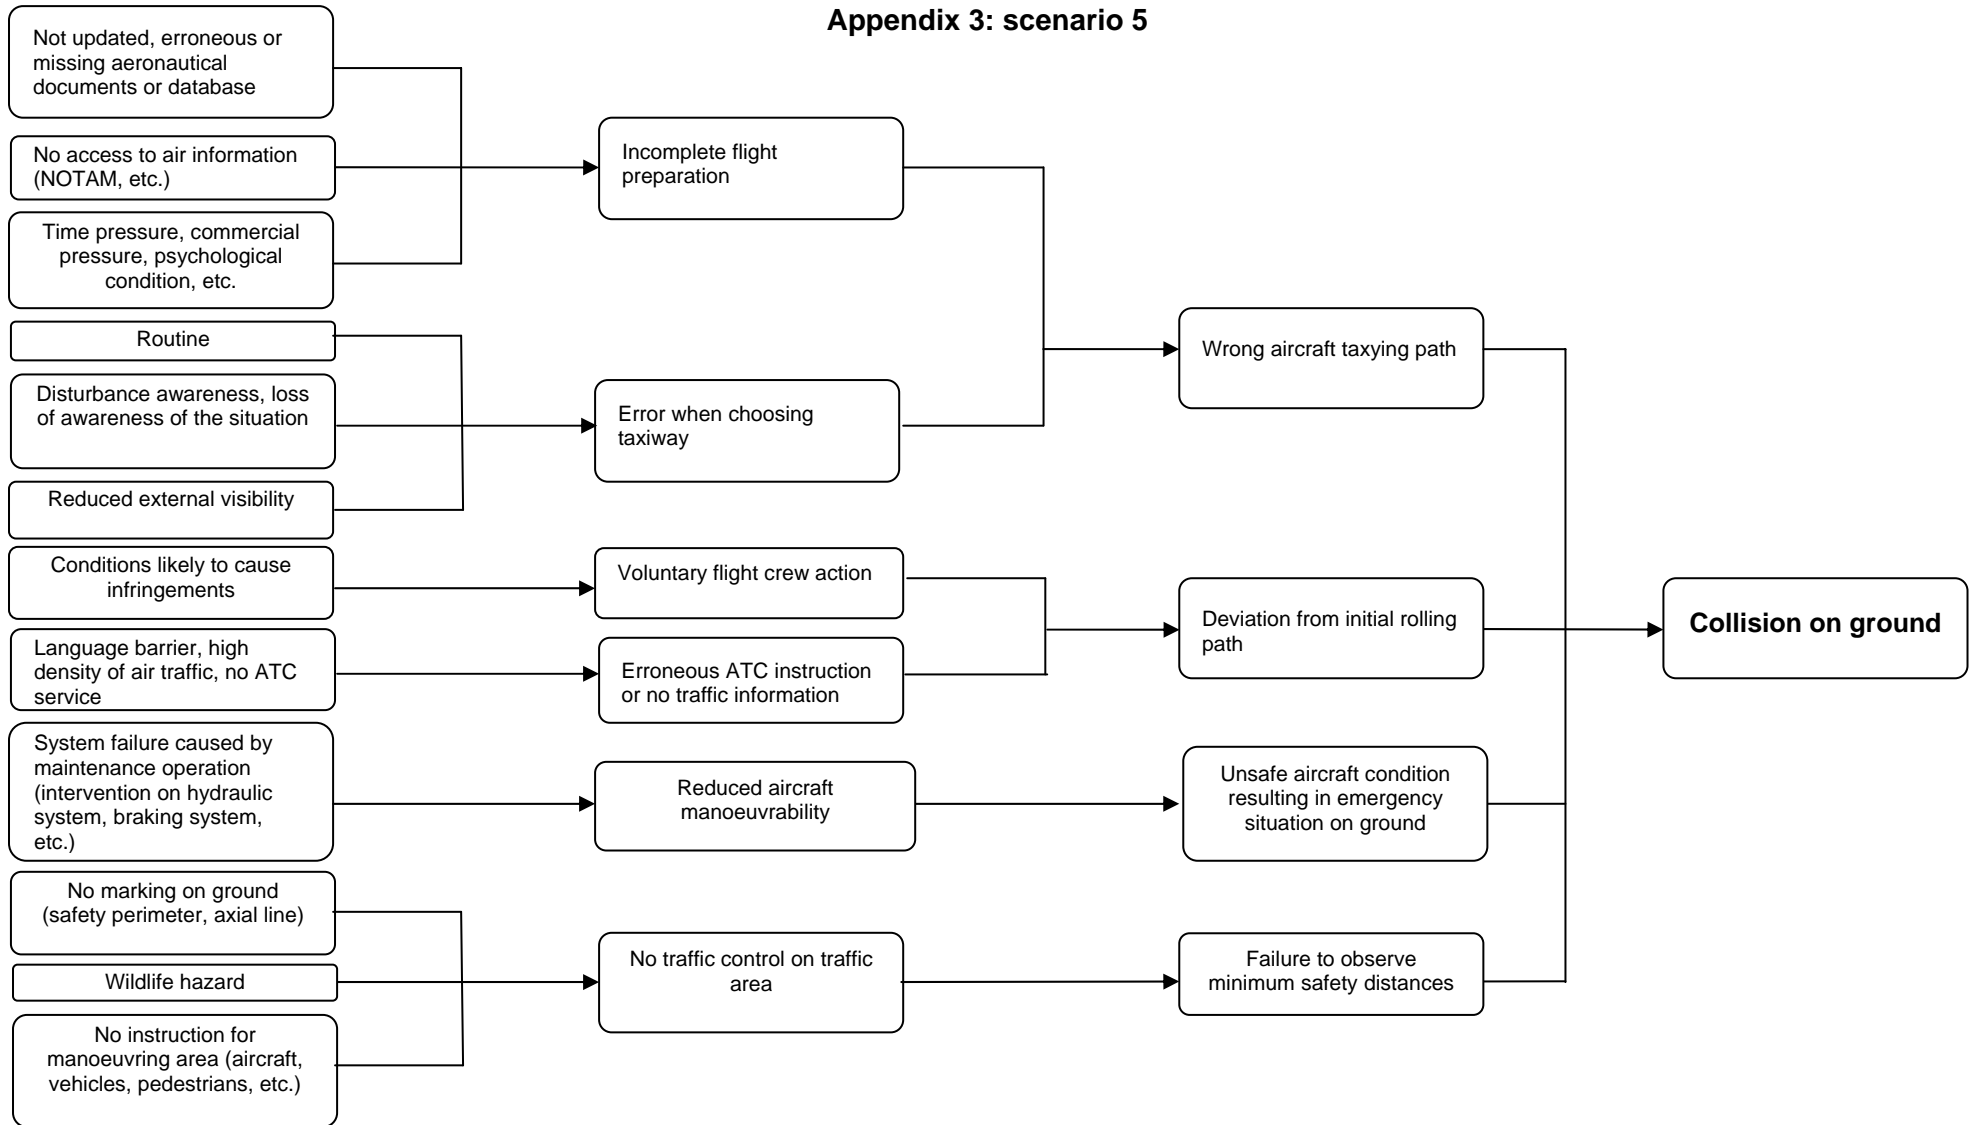 Appendix 3: scenario 5
Not updated, erroneous or
missing aeronautical
documents or database
No access to air information
(NOTAM, etc.)
Time pressure, commercial
pressure, psychological
condition, etc.
Routine
Disturbance awareness, loss
of awareness of the situation
Reduced external visibility
Conditions likely to cause
infringements
Language barrier, high
density of air traffic, no ATC
service
System failure caused by
maintenance operation
(intervention on hydraulic
system, braking system,
etc.)
No marking on ground
(safety perimeter, axial line)
Wildlife hazard
No instruction for
manoeuvring area (aircraft,
vehicles, pedestrians, etc.)
Incomplete flight
preparation
Error when choosing
taxiway
Voluntary flight crew action
Erroneous ATC instruction
or no traffic information
Reduced aircraft
manoeuvrability
No traffic control on traffic
area
Wrong aircraft taxying path
Deviation from initial rolling
path
Unsafe aircraft condition
resulting in emergency
situation on ground
Failure to observe
minimum safety distances
Collision on ground